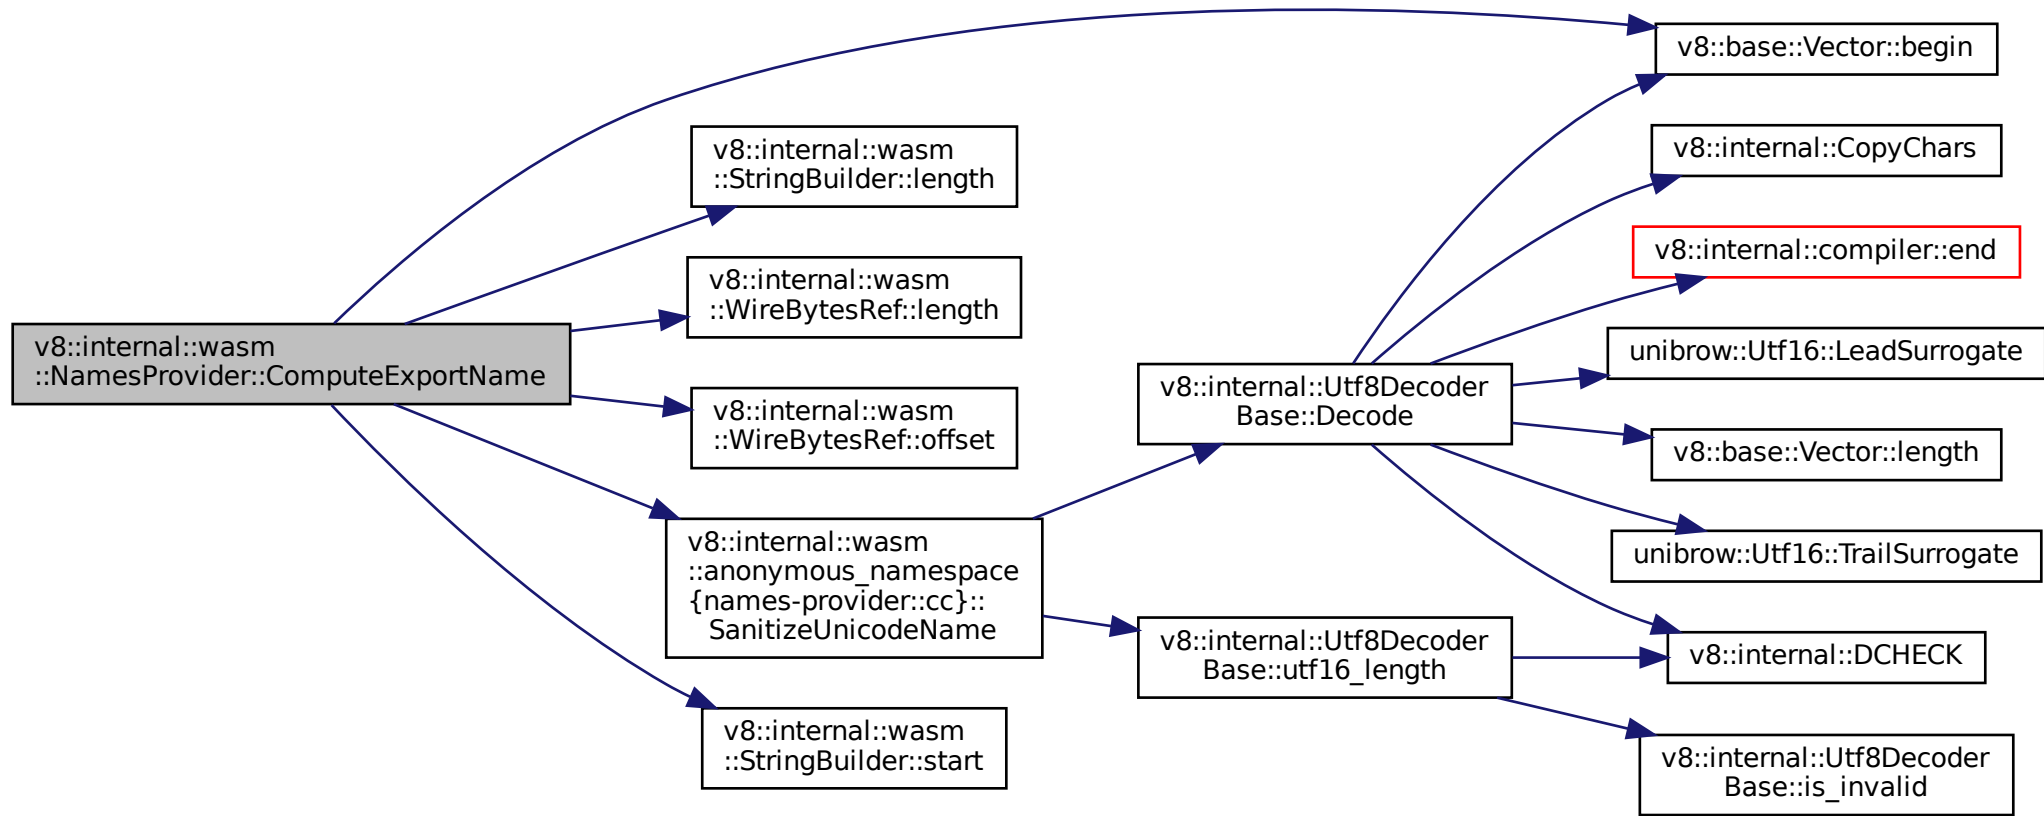 v8::internal::wasm
::NamesProvider::ComputeExportName
v8::base::Vector::begin
v8::internal::wasm
::StringBuilder::length
v8::internal::wasm
::WireBytesRef::length
v8::internal::wasm
::WireBytesRef::offset
v8::internal::wasm
::anonymous_namespace
{names-provider::cc}::
SanitizeUnicodeName
v8::internal::wasm
::StringBuilder::start
v8::internal::Utf8Decoder
Base::Decode
v8::internal::Utf8Decoder
Base::utf16_length
v8::internal::CopyChars
v8::internal::compiler::end
unibrow::Utf16::LeadSurrogate
v8::base::Vector::length
unibrow::Utf16::TrailSurrogate
v8::internal::DCHECK
v8::internal::Utf8Decoder
Base::is_invalid